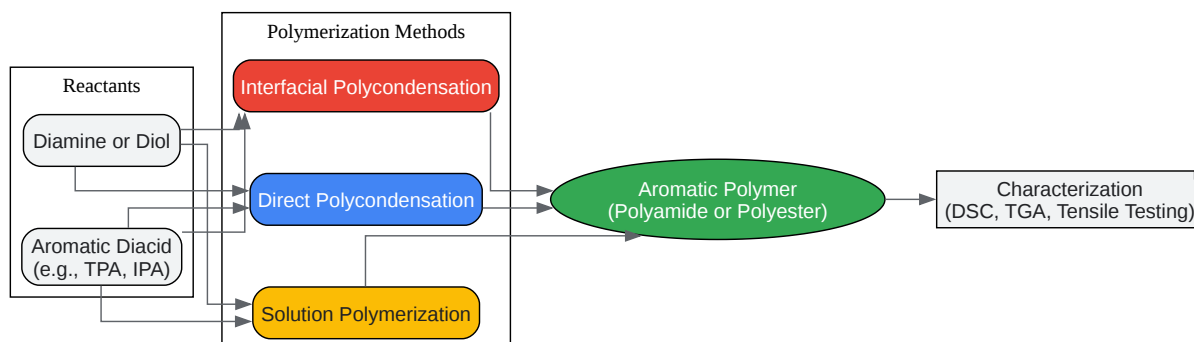 Polymerization Methods
Reactants
Interfacial Polycondensation
Diamine or Diol
Direct Polycondensation
Aromatic Diacid
(e.g., TPA, IPA)
Solution Polymerization
Aromatic Polymer
(Polyamide or Polyester)
Characterization
(DSC, TGA, Tensile Testing)